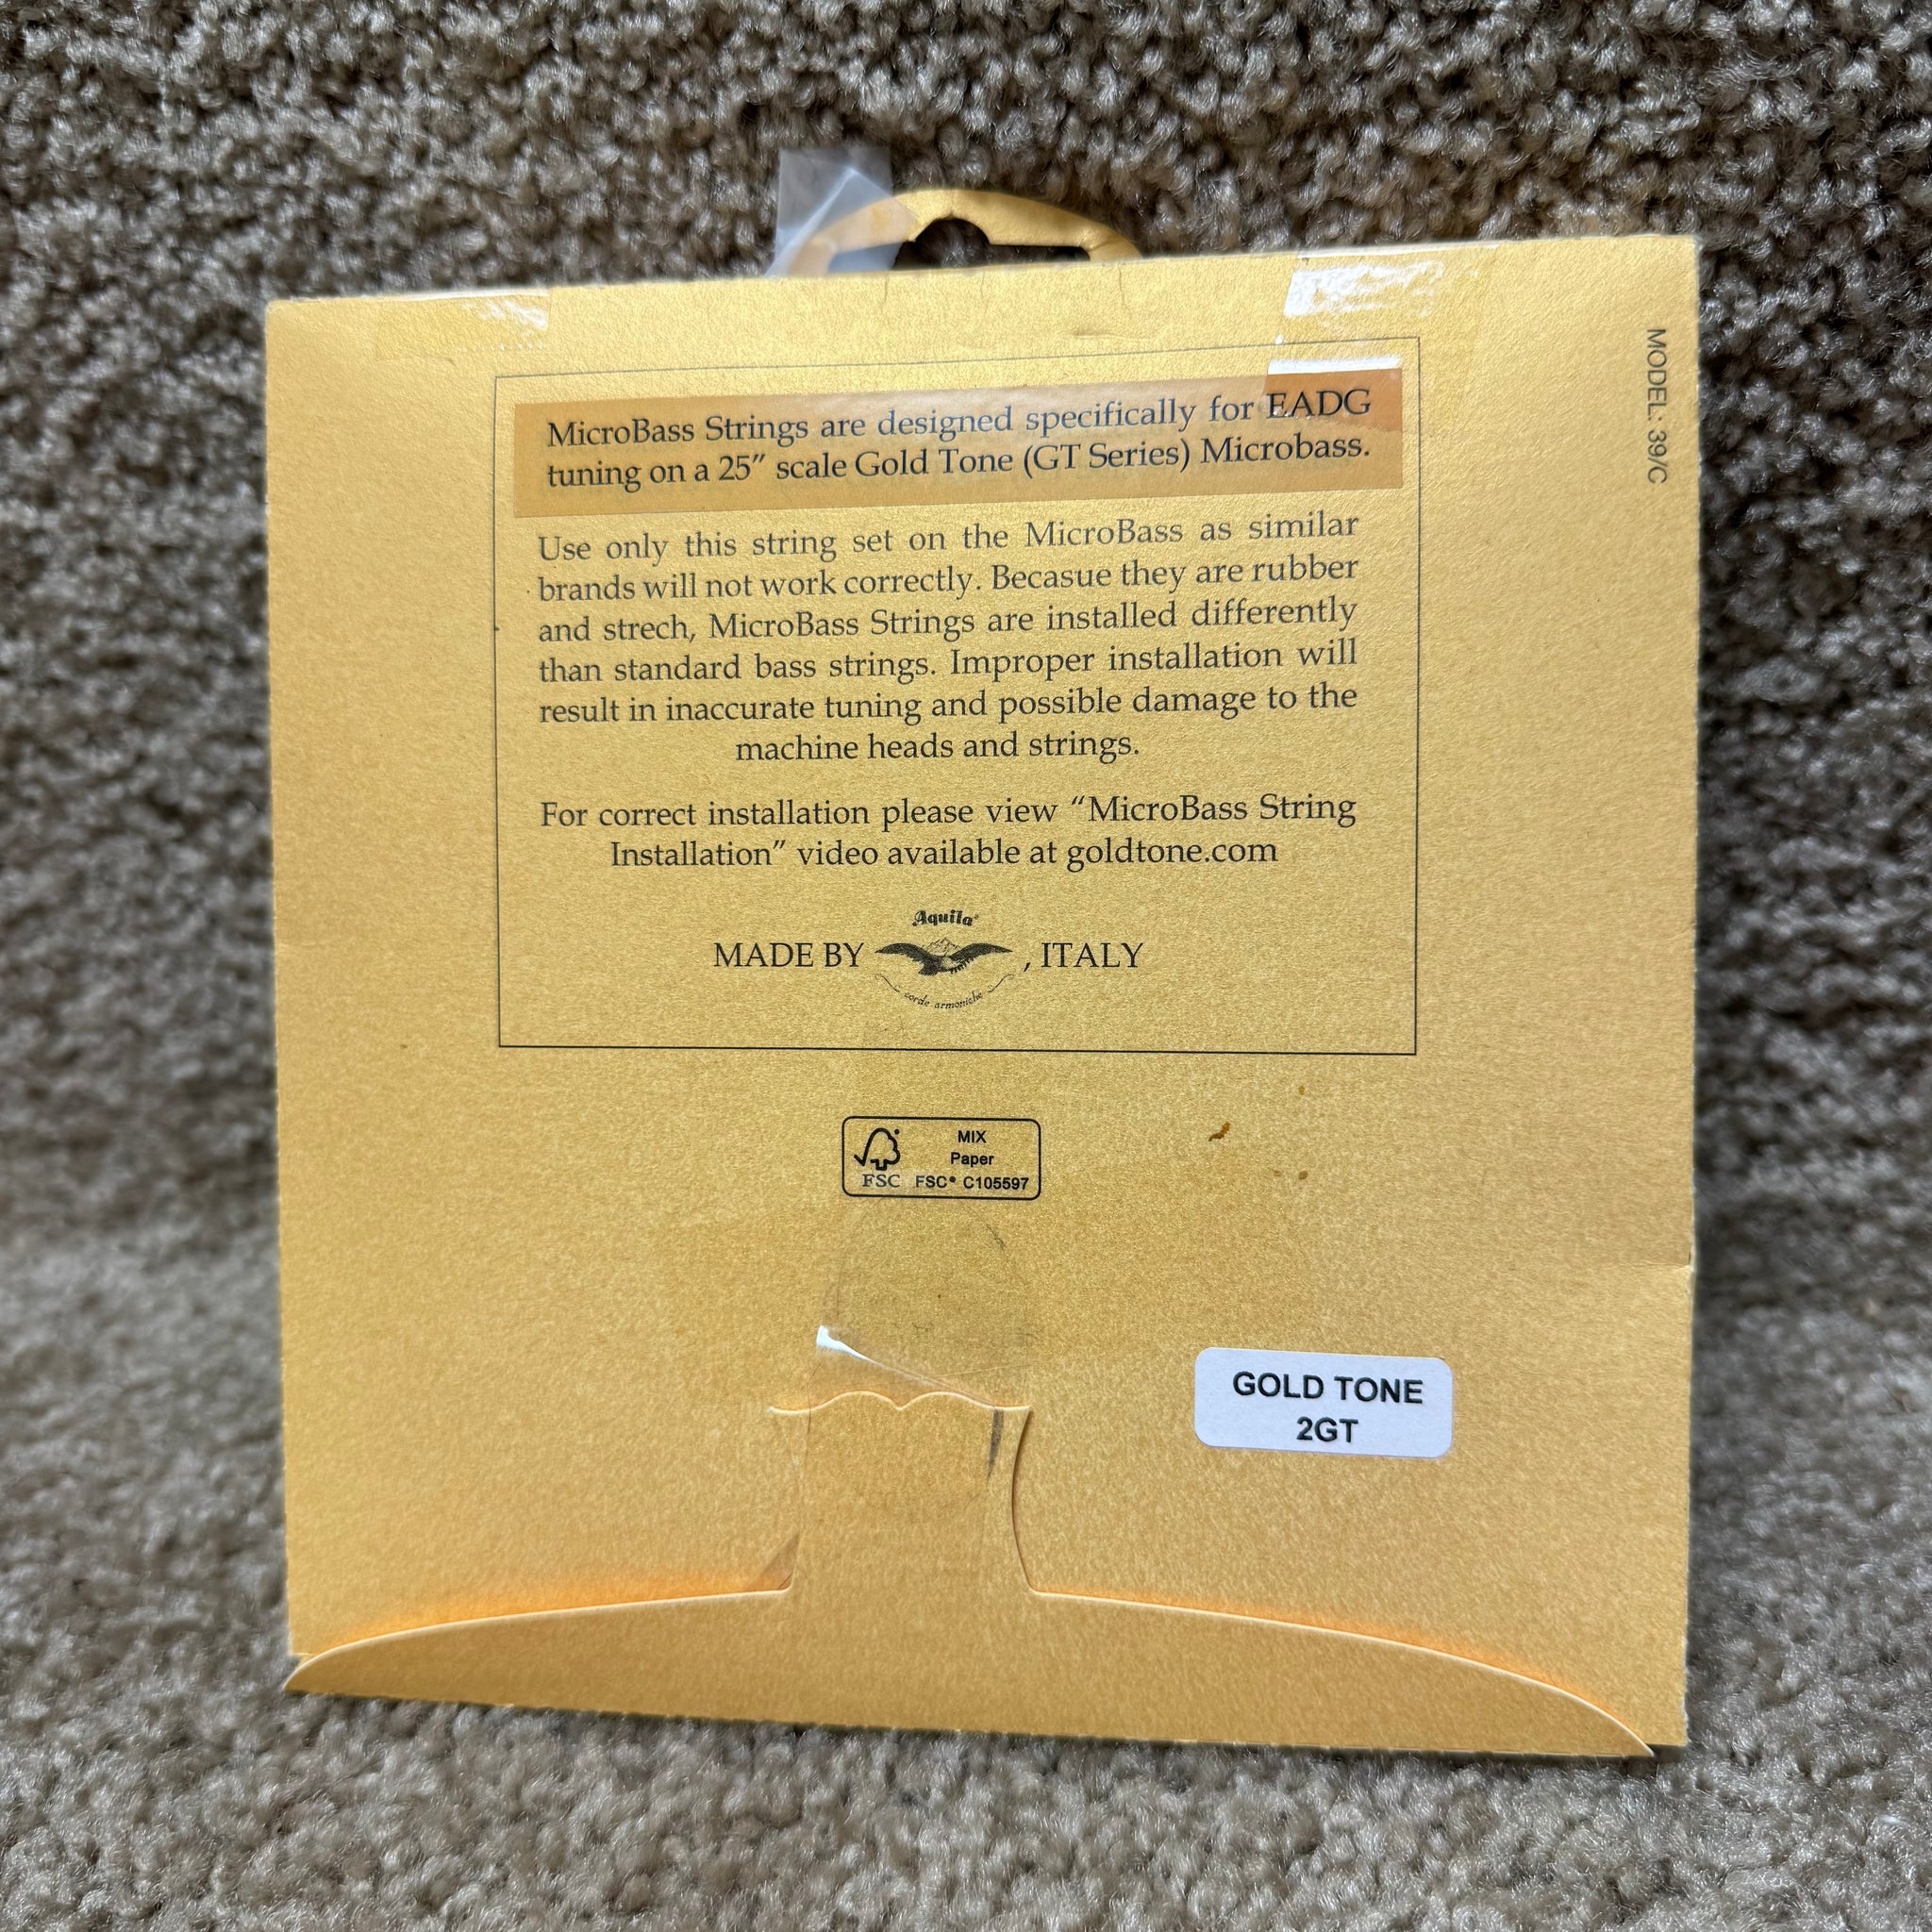 MODEL: 39/C
MicroBass Strings are designed specifically for EADG
tuning on a 25” scale Gold Tone (GT Series) Microbass.
Use only this string set on the MicroBass as similar
brands will not work correctly. Becasue they are rubber
and strech, MicroBass Strings are installed differently
than standard bass strings. Improper installation will
result in inaccurate tuning and possible damage to the
machine heads and strings.
For correct installation please view “MicroBass String
Installation” video available at goldtone.com
Aquila®
MADE BY , ITALY
corde armoniche
MIX
Paper
FSC FSC® C105597
GOLD TONE
2GT